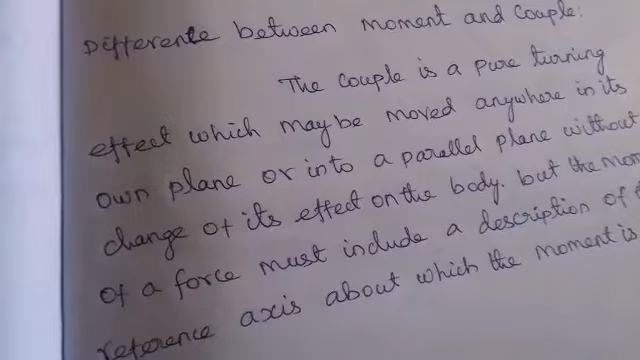 Difference between moment and Couple:
The Couple is a pure turning
effect which may be moved anywhere in its
own plane or into a parallel plane without
change of its effect on the body. but the mom
of a force must include a description of
reference axis about which the moment is